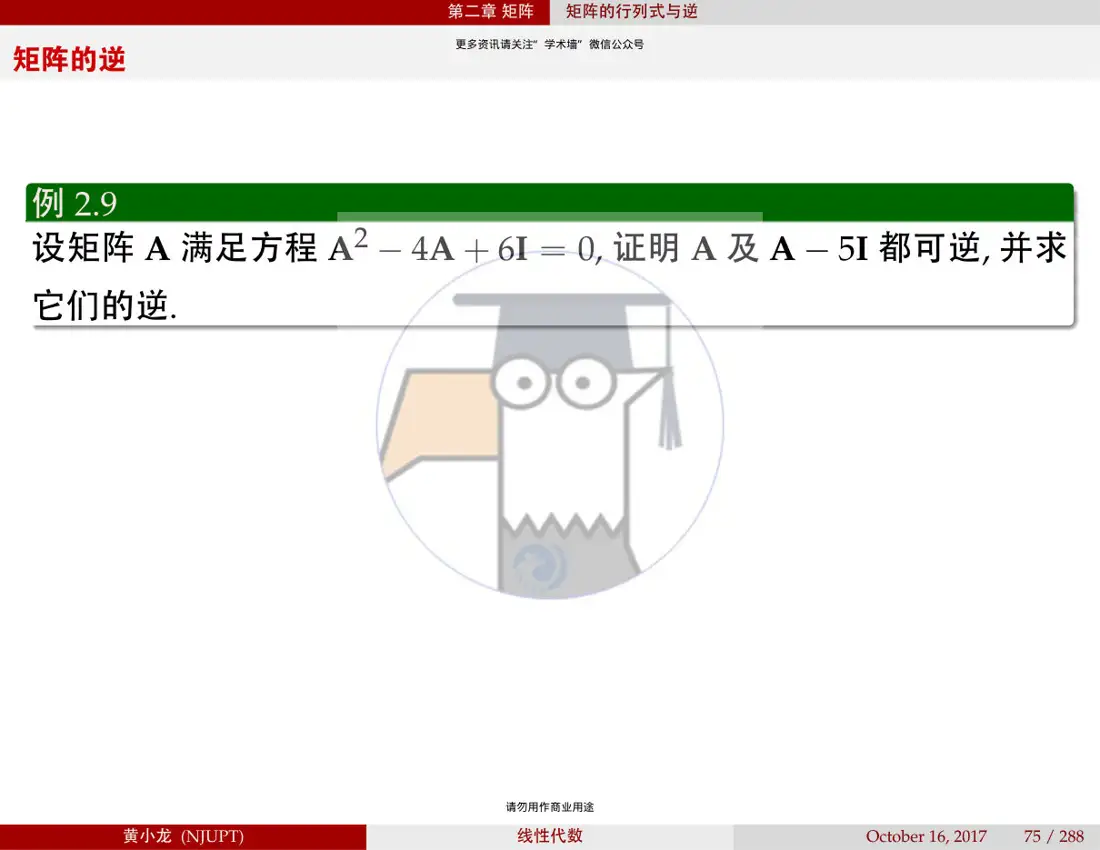 第二章 矩阵 矩阵的行列式与逆
更多资讯请关注“ 学术墙” 微信公众号
矩阵的逆
例 2.9
设矩阵 A 满足方程 A² − 4A + 6I = 0, 证明 A 及 A − 5I 都可逆, 并求
它们的逆.
请勿用作商业用途
黄小龙 (NJUPT) 线性代数 October 16, 2017 75 / 288